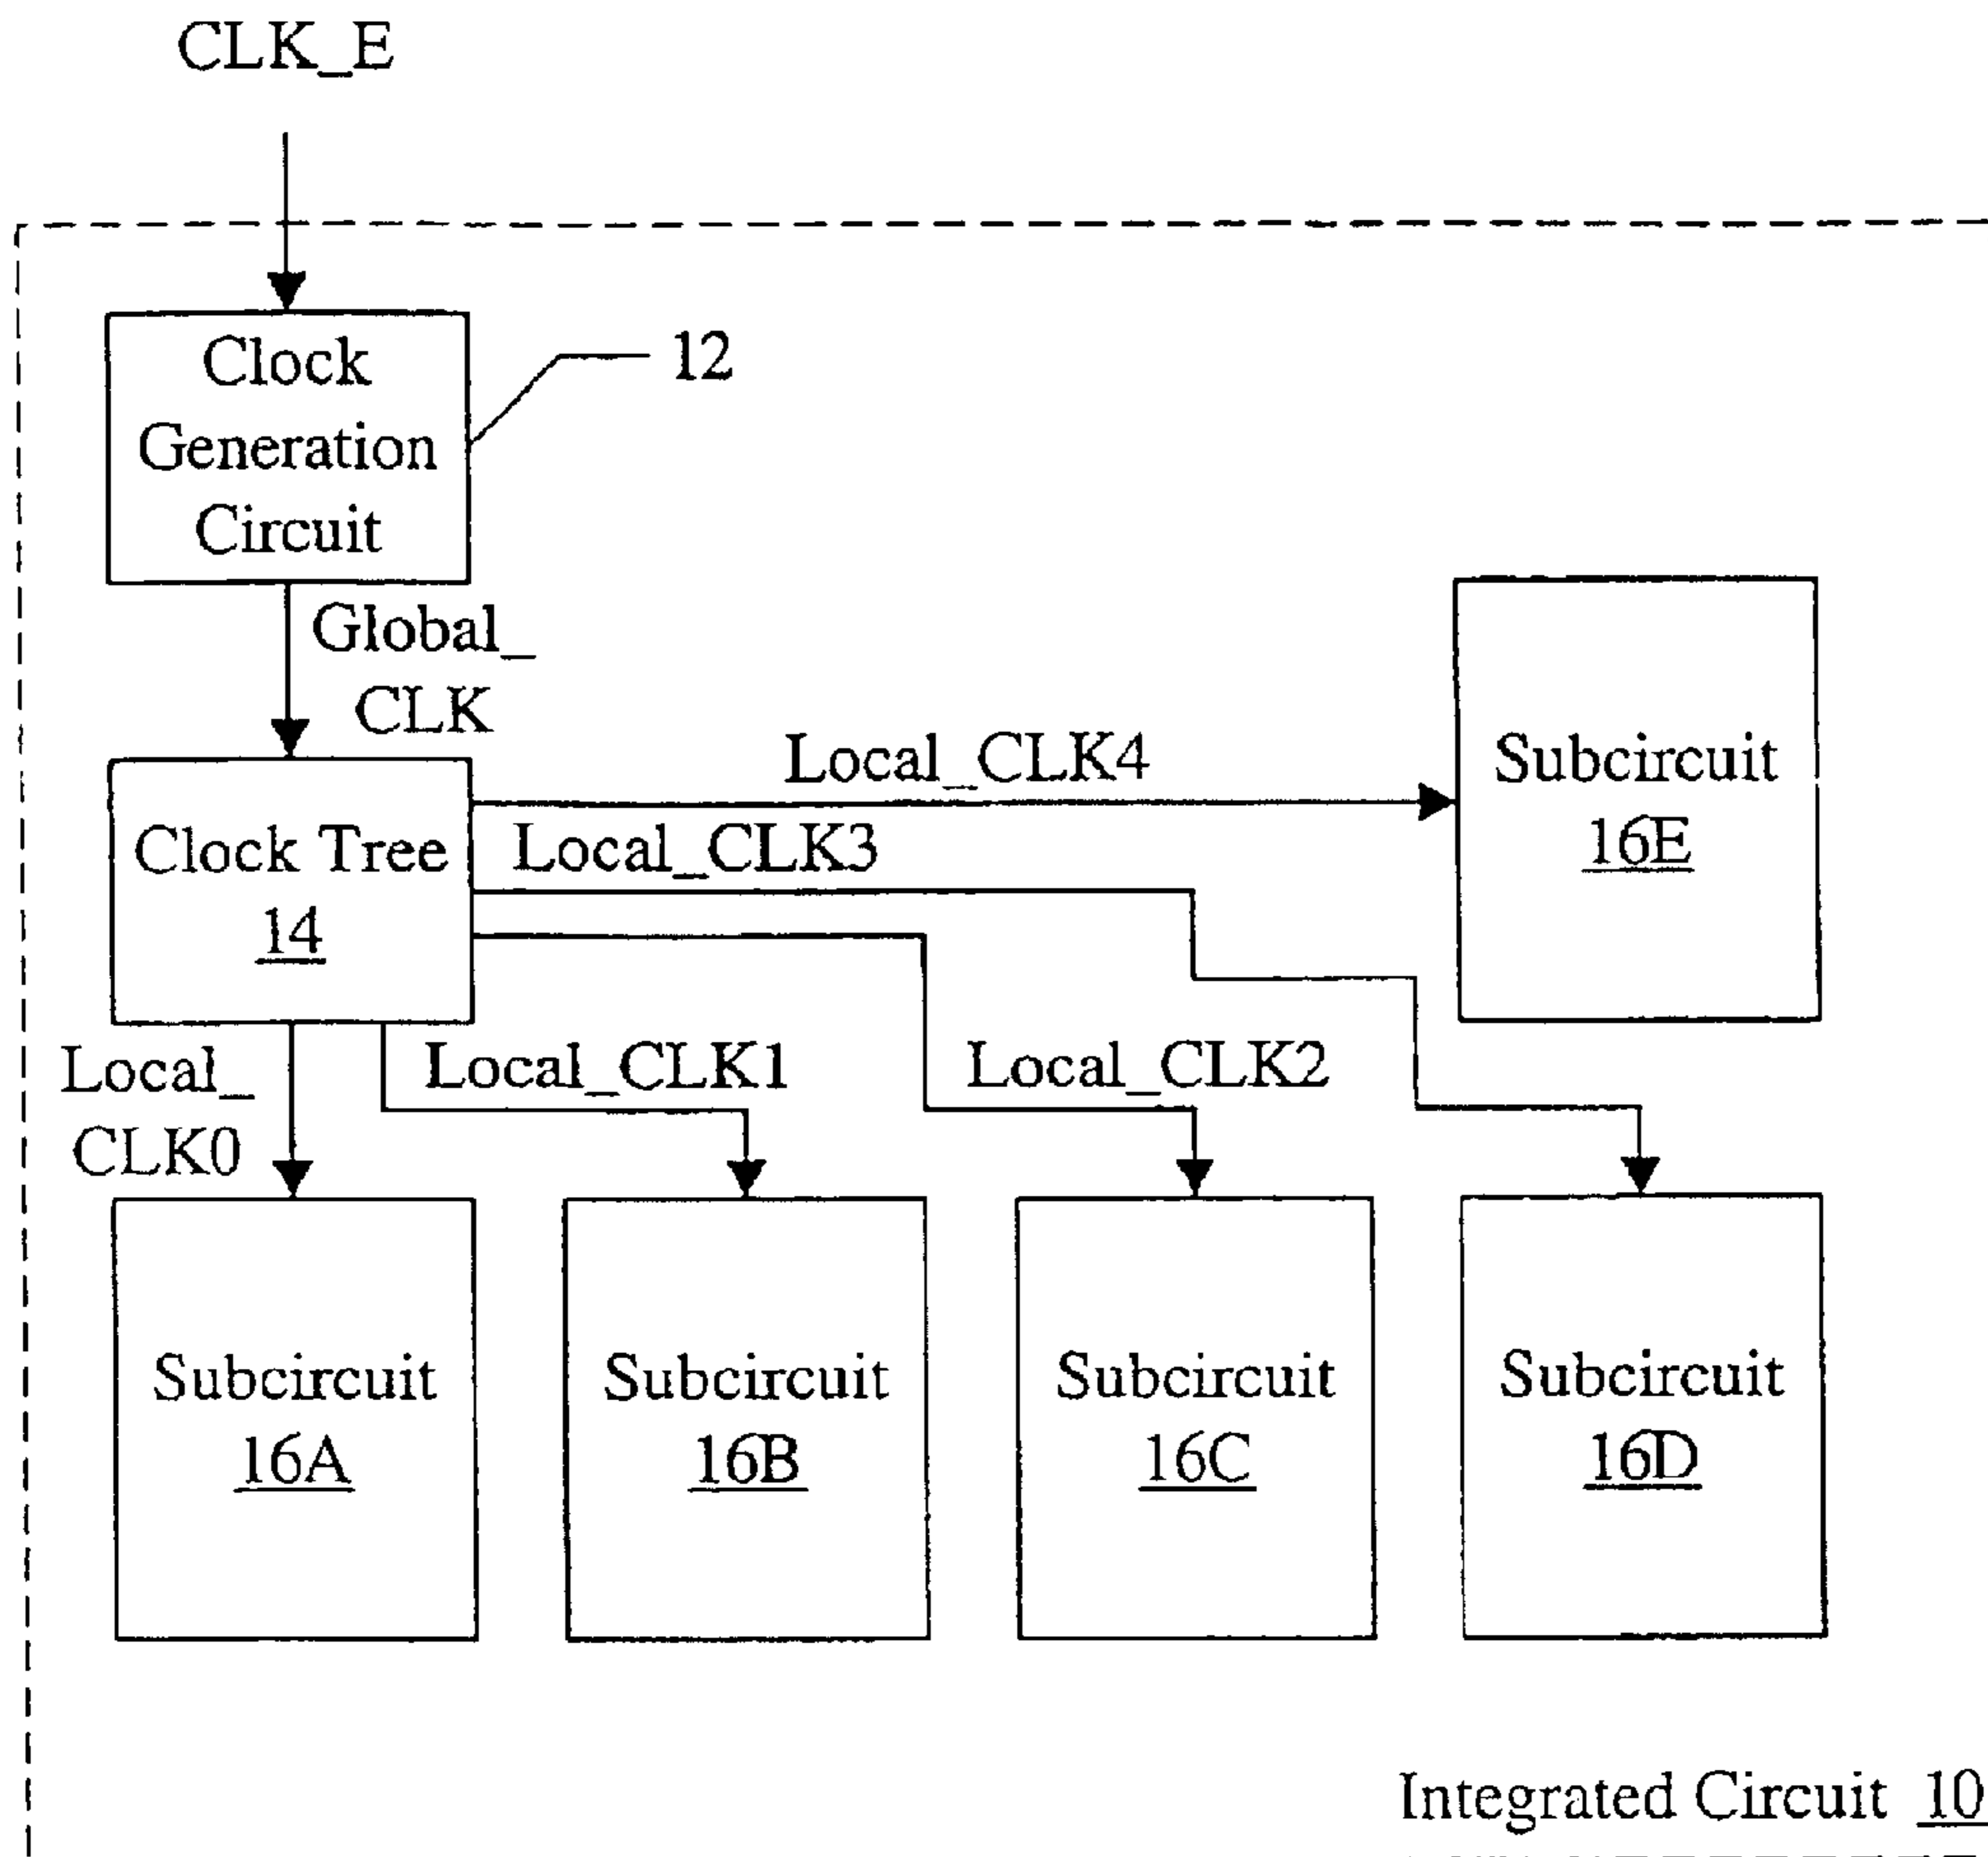 CLK_E
Clock
Generation
Circuit
12
Global_
CLK
Clock Tree
14
Local_CLK4
Local_CLK3
Subcircuit
16E
Local_
CLK0
Local_CLK1
Local_CLK2
Subcircuit
16A
Subcircuit
16B
Subcircuit
16C
Subcircuit
16D
Integrated Circuit 10